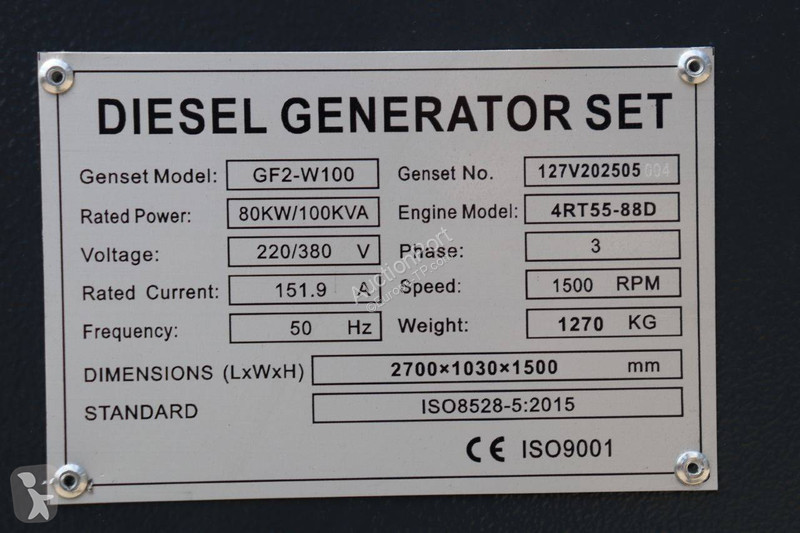 DIESEL GENERATOR SET
Genset Model: GF2-W100 Genset No. 127V202505 004
Rated Power: 80KW/100KVA Engine Model: 4RT55-88D
Voltage: 220/380 V Phase: 3
Rated Current: 151.9 A Speed: 1500 RPM
Frequency: 50 Hz Weight: 1270 KG
DIMENSIONS (LxWxH) 2700×1030×1500 mm
STANDARD ISO8528-5:2015
CE ISO9001
Auctionport